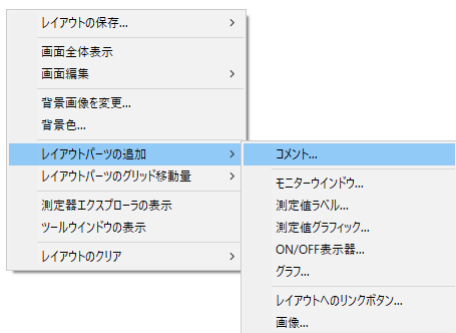 レイアウトの保存...
画面全体表示
画面編集
背景画像を変更...
背景色...
レイアウトパーツの追加
レイアウトパーツのグリッド移動量
測定器エクスプローラの表示
ツールウインドウの表示
レイアウトのクリア
コメント...
モニターウインドウ...
測定値ラベル...
測定値グラフィック...
ON/OFF表示器...
グラフ...
レイアウトへのリンクボタン...
画像...